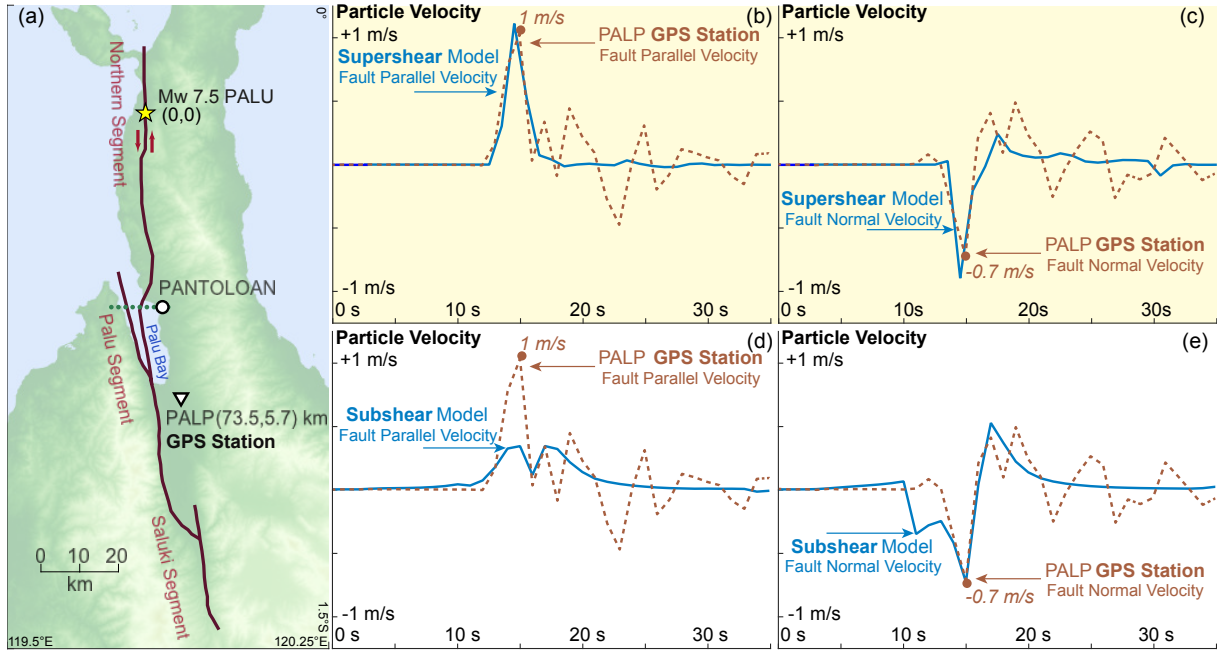 (a)
0°
Northern Segment
Mw 7.5 PALU
(0,0)
PANTOLOAN
Palu Segment
Palu Bay
PALP(73.5,5.7) km
GPS Station
Saluki Segment
0 10 20
km
119.5°E
120.25°E
1.5°S
Particle Velocity
(b)
+1 m/s
1 m/s
PALP GPS Station
Fault Parallel Velocity
Supershear Model
Fault Parallel Velocity
-1 m/s
0 s
10 s
20 s
30 s
Particle Velocity
(c)
+1 m/s
Supershear Model
Fault Normal Velocity
PALP GPS Station
Fault Normal Velocity
-0.7 m/s
-1 m/s
0 s
10 s
20 s
30 s
Particle Velocity
(d)
+1 m/s
1 m/s
PALP GPS Station
Fault Parallel Velocity
Subshear Model
Fault Parallel Velocity
-1 m/s
0 s
10 s
20 s
30 s
Particle Velocity
(e)
+1 m/s
Subshear Model
Fault Normal Velocity
PALP GPS Station
Fault Normal Velocity
-0.7 m/s
-1 m/s
0 s
10 s
20 s
30 s